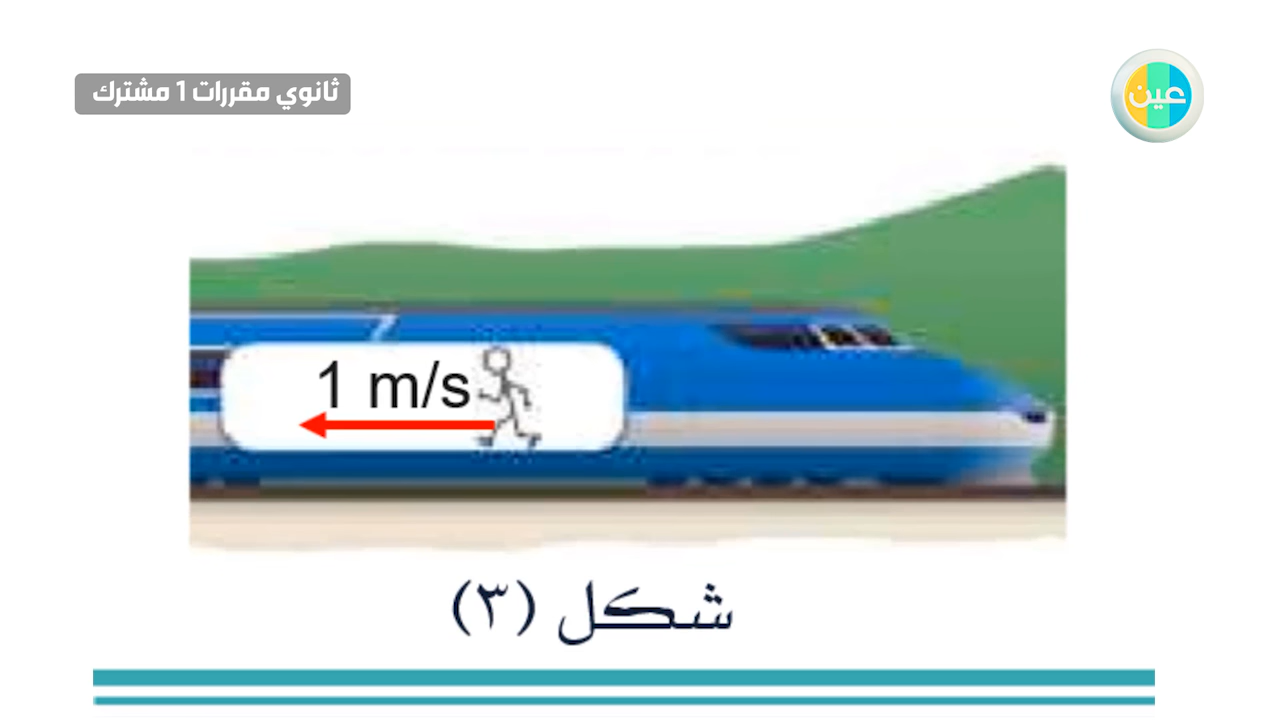 ثانوي مقررات 1 مشترك
عين
1 m/s
شكل (٣)